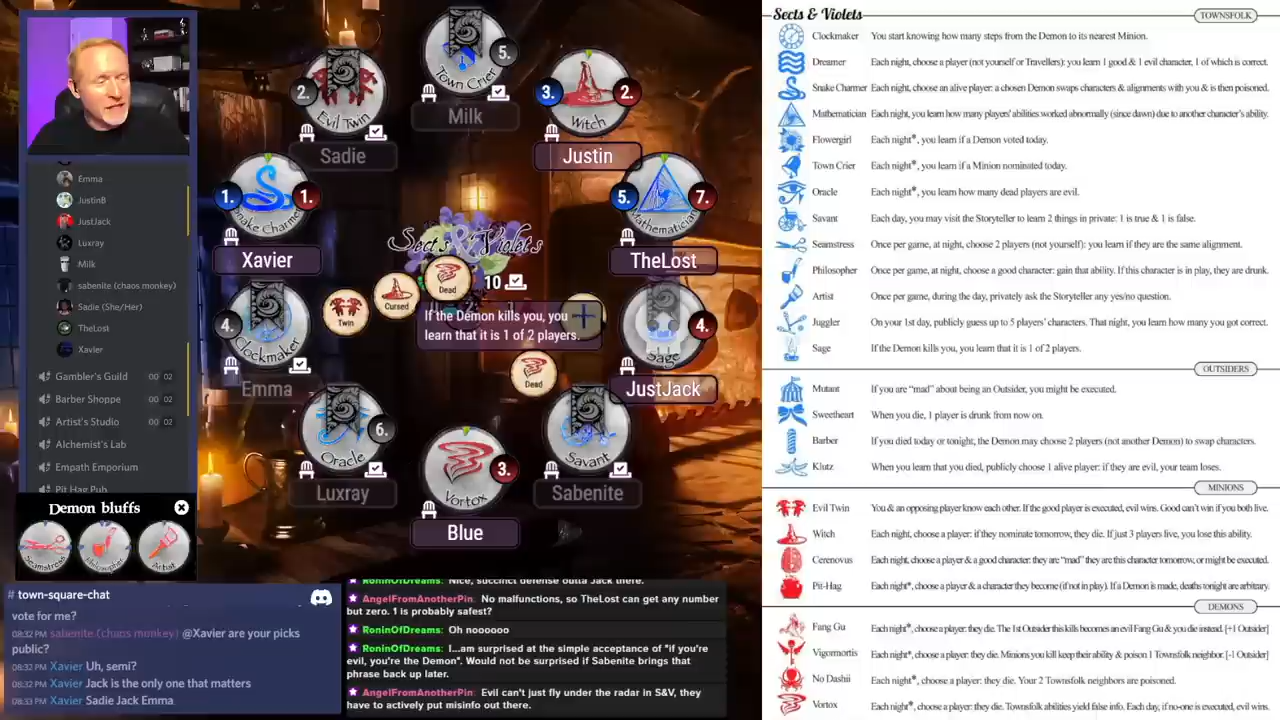 Emma
JustinB
JustJack
Luxray
Milk
sabenite (chaos monkey)
Sadie (She/Her)
TheLost
Xavier
Gambler's Guild 00 02
Barber Shoppe 00 02
Artist's Studio 00 02
Alchemist's Lab
Empath Emporium
Pit Hag Pub
Demon bluffs
Seamstress
Philosopher
Artist
# town-square-chat
vote for me?
08:32 PM sabenite (chaos monkey) @Xavier are your picks
public?
08:32 PM Xavier Uh, semi?
08:32 PM Xavier Jack is the only one that matters
08:33 PM Xavier Sadie Jack Emma
Town Crier
5.
Milk
2.
Evil Twin
Sadie
3.
2.
Witch
Justin
1.
1.
Snake Charmer
Xavier
5.
7.
Mathematician
TheLost
Sects & Violets
10
Dead
Cursed
Twin
If the Demon kills you, you
learn that it is 1 of 2 players.
4.
Clockmaker
Emma
4.
Sage
JustJack
Dead
6.
Oracle
Luxray
3.
Vortox
Blue
Savant
Sabenite
RoninOfDreams: Nice, succinct defense outta Jack there.
AngelFromAnotherPin: No malfunctions, so TheLost can get any number
but zero. 1 is probably safest?
RoninOfDreams: Oh noooooo
RoninOfDreams: I...am surprised at the simple acceptance of "if you're
evil, you're the Demon". Would not be surprised if Sabenite brings that
phrase back up later.
AngelFromAnotherPin: Evil can't just fly under the radar in S&V, they
have to actively put misinfo out there.
Sects & Violets
TOWNSFOLK
Clockmaker You start knowing how many steps from the Demon to its nearest Minion.
Dreamer Each night, choose a player (not yourself or Travellers): you learn 1 good & 1 evil character, 1 of which is correct.
Snake Charmer Each night, choose an alive player: a chosen Demon swaps characters & alignments with you & is then poisoned.
Mathematician Each night, you learn how many players' abilities worked abnormally (since dawn) due to another character's ability.
Flowergirl Each night*, you learn if a Demon voted today.
Town Crier Each night*, you learn if a Minion nominated today.
Oracle Each night*, you learn how many dead players are evil.
Savant Each day, you may visit the Storyteller to learn 2 things in private: 1 is true & 1 is false.
Seamstress Once per game, at night, choose 2 players (not yourself): you learn if they are the same alignment.
Philosopher Once per game, at night, choose a good character: gain that ability. If this character is in play, they are drunk.
Artist Once per game, during the day, privately ask the Storyteller any yes/no question.
Juggler On your 1st day, publicly guess up to 5 players' characters. That night, you learn how many you got correct.
Sage If the Demon kills you, you learn that it is 1 of 2 players.
OUTSIDERS
Mutant If you are "mad" about being an Outsider, you might be executed.
Sweetheart When you die, 1 player is drunk from now on.
Barber If you died today or tonight, the Demon may choose 2 players (not another Demon) to swap characters.
Klutz When you learn that you died, publicly choose 1 alive player: if they are evil, your team loses.
MINIONS
Evil Twin You & an opposing player know each other. If the good player is executed, evil wins. Good can't win if you both live.
Witch Each night, choose a player: if they nominate tomorrow, they die. If just 3 players live, you lose this ability.
Cerenovus Each night, choose a player & a good character: they are "mad" they are this character tomorrow, or might be executed.
Pit-Hag Each night*, choose a player & a character they become (if not in play). If a Demon is made, deaths tonight are arbitrary.
DEMONS
Fang Gu Each night*, choose a player: they die. The 1st Outsider this kills becomes an evil Fang Gu & you die instead. [+1 Outsider]
Vigormortis Each night*, choose a player: they die. Minions you kill keep their ability & poison 1 Townsfolk neighbor. [-1 Outsider]
No Dashii Each night*, choose a player: they die. Your 2 Townsfolk neighbors are poisoned.
Vortox Each night*, choose a player: they die. Townsfolk abilities yield false info. Each day, if no-one is executed, evil wins.